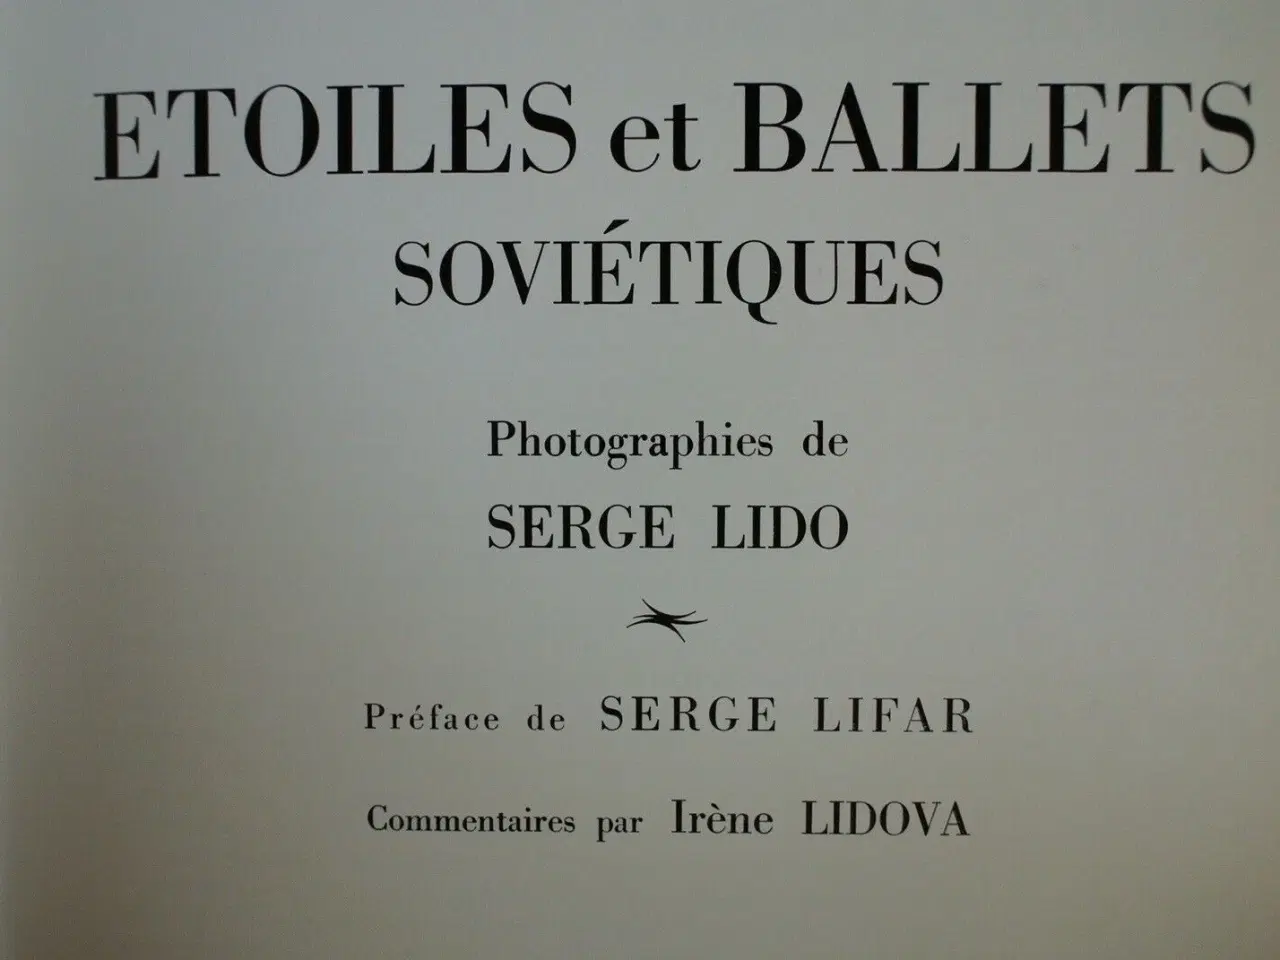 ETOILES et BALLETS
SOVIÉTIQUES
Photographies de
SERGE LIDO
Préface de SERGE LIFAR
Commentaires par Irène LIDOVA